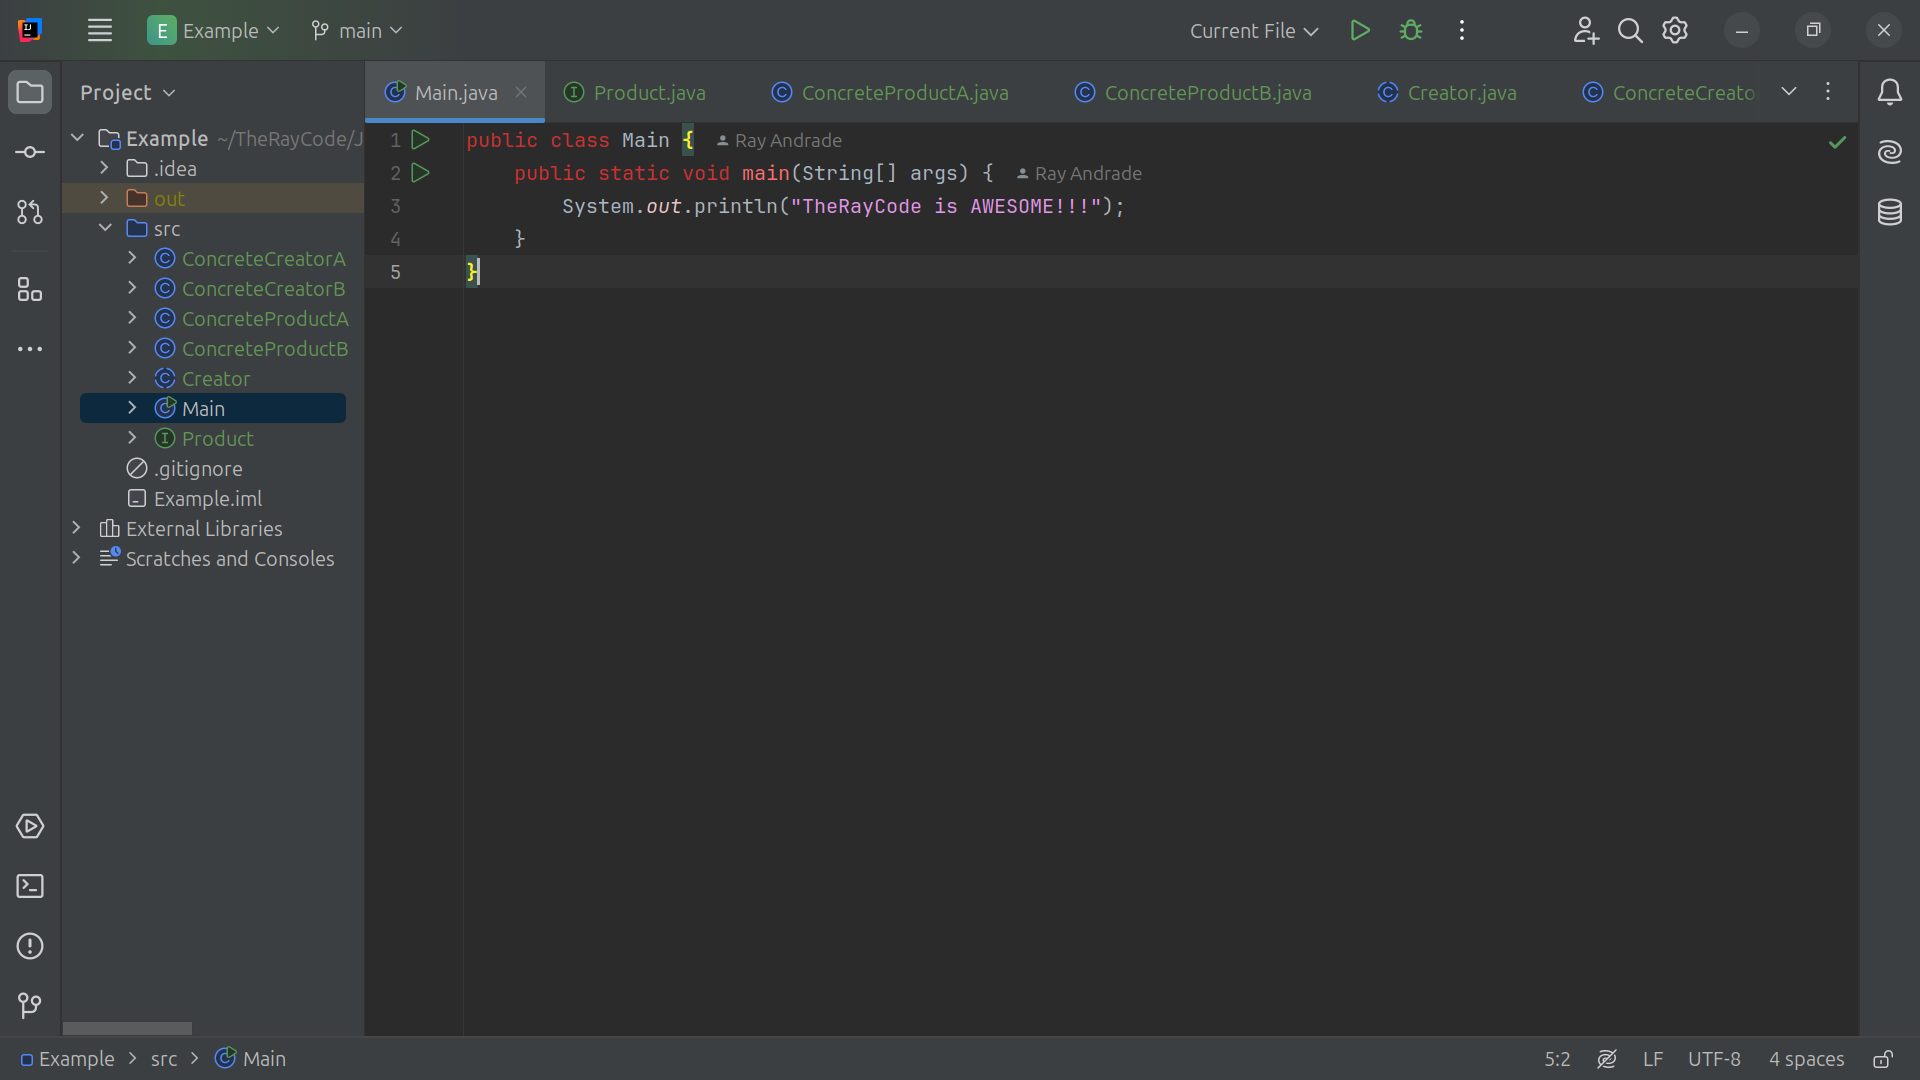 E Example main Current File
Project
Example ~/TheRayCode/J
.idea
out
src
ConcreteCreatorA
ConcreteCreatorB
ConcreteProductA
ConcreteProductB
Creator
Main
Product
.gitignore
Example.iml
External Libraries
Scratches and Consoles
Main.java Product.java ConcreteProductA.java ConcreteProductB.java Creator.java ConcreteCreato
1 public class Main { Ray Andrade
2 public static void main(String[] args) { Ray Andrade
3 System.out.println("TheRayCode is AWESOME!!!");
4 }
5 }
Example > src > Main 5:2 LF UTF-8 4 spaces